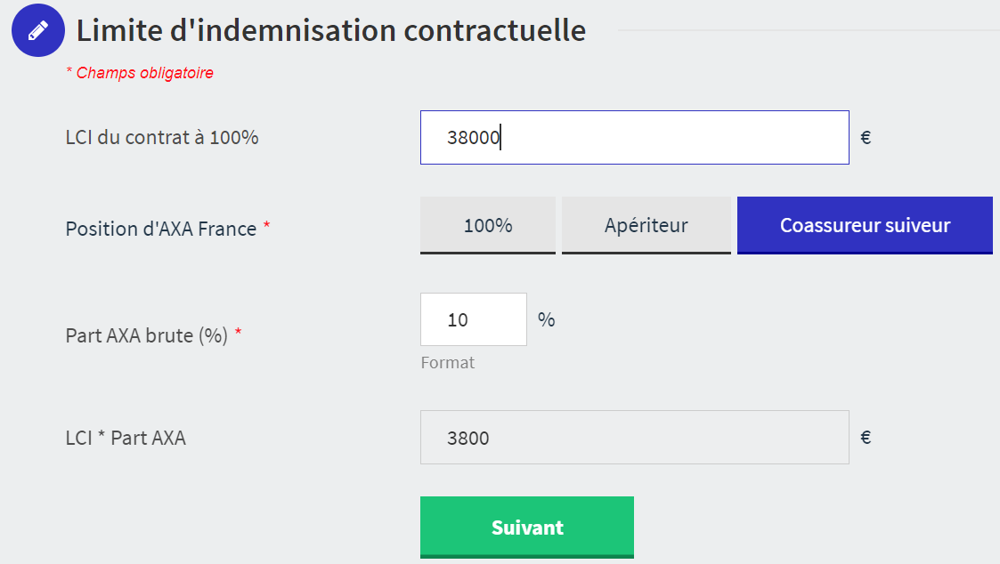 Limite d'indemnisation contractuelle
* Champs obligatoire
LCI du contrat à 100% 38000 €
Position d'AXA France * 100% Apériteur Coassureur suiveur
Part AXA brute (%) * 10 %
Format
LCI * Part AXA 3800 €
Suivant